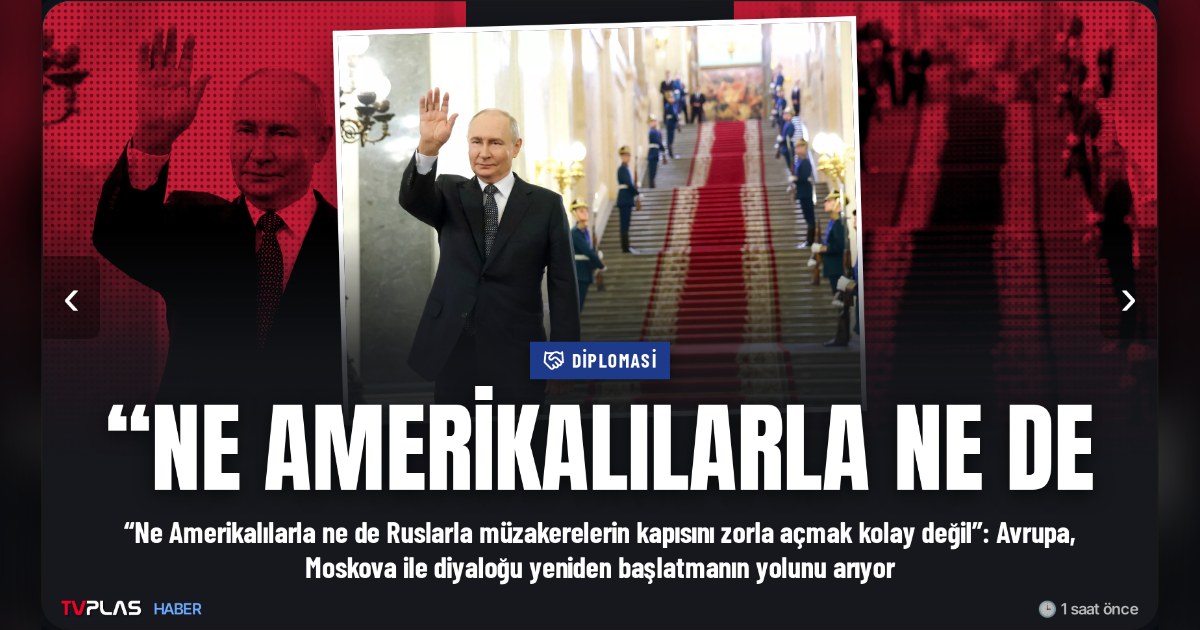 DİPLOMASİ
“NE AMERİKALILARLA NE DE
“Ne Amerikalılarla ne de Ruslarla müzakerelerin kapısını zorla açmak kolay değil”: Avrupa,
Moskova ile diyaloğu yeniden başlatmanın yolunu arıyor
TVPLAS HABER
1 saat önce